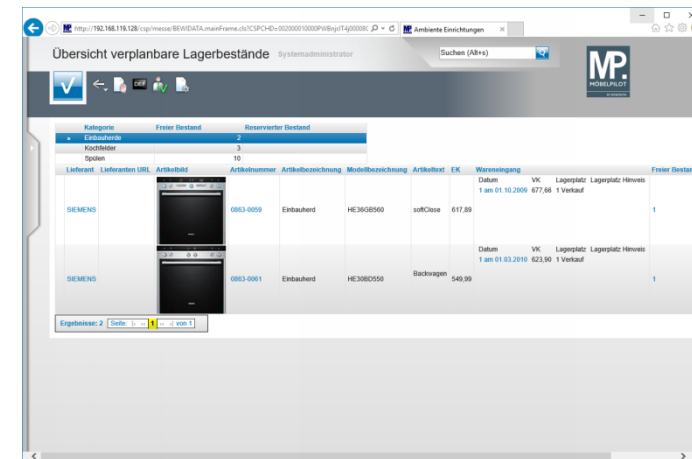 http://192.168.119.128/csp/messe/BEWIDATA.mainFrame.cls?CSPCHD=
Ambiente Einrichtungen
Übersicht verplanbare Lagerbestände Systemadministrator
Suchen (Alt+s)
MP.
MÖBELPILOT
DEF
Kategorie Freier Bestand Reservierter Bestand
Einbauherde 2
Kochfelder 3
Spülen 10
Lieferant Lieferanten URL Artikelbild Artikelnummer Artikelbezeichnung Modellbezeichnung Artikeltext EK Wareneingang Freier Bestan
Datum VK Lagerplatz Lagerplatz Hinweis
1 am 01.10.2009 677,66 1 Verkauf
SIEMENS 0863-0059 Einbauherd HE36GB560 softClose 617,89 1
Datum VK Lagerplatz Lagerplatz Hinweis
1 am 01.03.2010 623,90 1 Verkauf
SIEMENS 0863-0061 Einbauherd HE30BD550 Backwagen 549,99 1
Ergebnisse: 2 Seite: 1 von 1